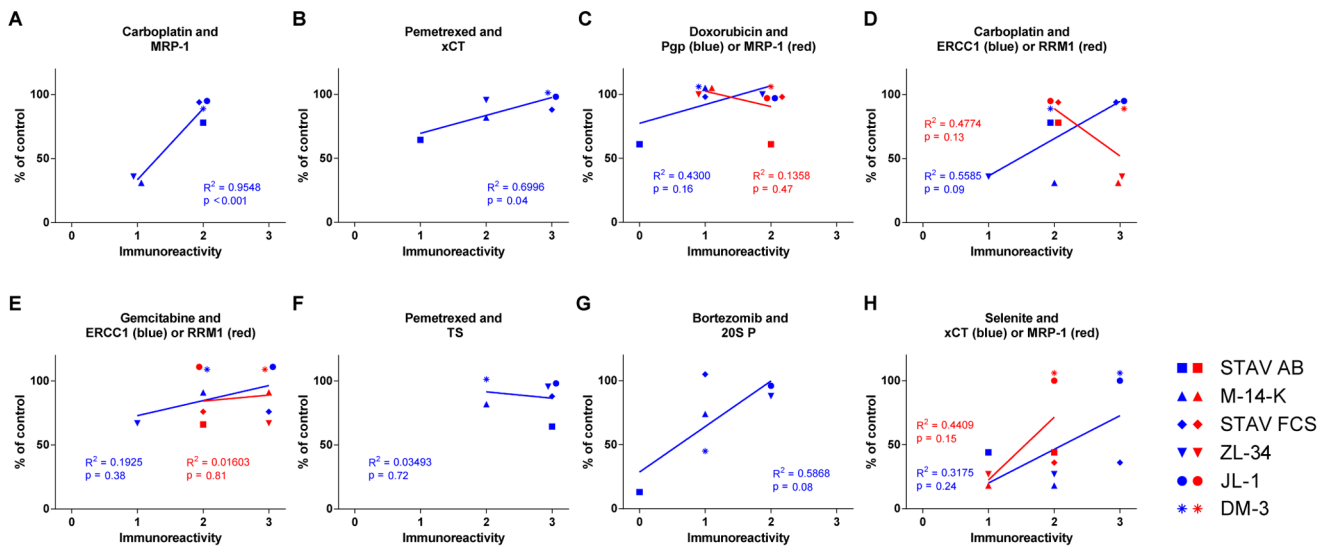 A
Carboplatin and
MRP-1
% of control
100
50
0
0 1 2 3
Immunoreactivity
R² = 0.9548
p <0.001
B
Pemetrexed and
xCT
% of control
100
50
0
0 1 2 3
Immunoreactivity
R² = 0.6996
p = 0.04
C
Doxorubicin and
Pgp (blue) or MRP-1 (red)
% of control
100
50
0
0 1 2 3
Immunoreactivity
R² = 0.4300
p = 0.16
R² = 0.1358
p = 0.47
D
Carboplatin and
ERCC1 (blue) or RRM1 (red)
% of control
100
50
0
0 1 2 3
Immunoreactivity
R² = 0.4774
p = 0.13
R² = 0.5585
p = 0.09
E
Gemcitabine and
ERCC1 (blue) or RRM1 (red)
% of control
100
50
0
0 1 2 3
Immunoreactivity
R² = 0.1925
p = 0.38
R² = 0.01603
p = 0.81
F
Pemetrexed and
TS
% of control
100
50
0
0 1 2 3
Immunoreactivity
R² = 0.03493
p = 0.72
G
Bortezomib and
20S P
% of control
100
50
0
0 1 2 3
Immunoreactivity
R² = 0.5868
p = 0.08
H
Selenite and
xCT (blue) or MRP-1 (red)
% of control
100
50
0
0 1 2 3
Immunoreactivity
R² = 0.4409
p = 0.15
R² = 0.3175
p = 0.24
STAV AB
M-14-K
STAV FCS
ZL-34
JL-1
DM-3